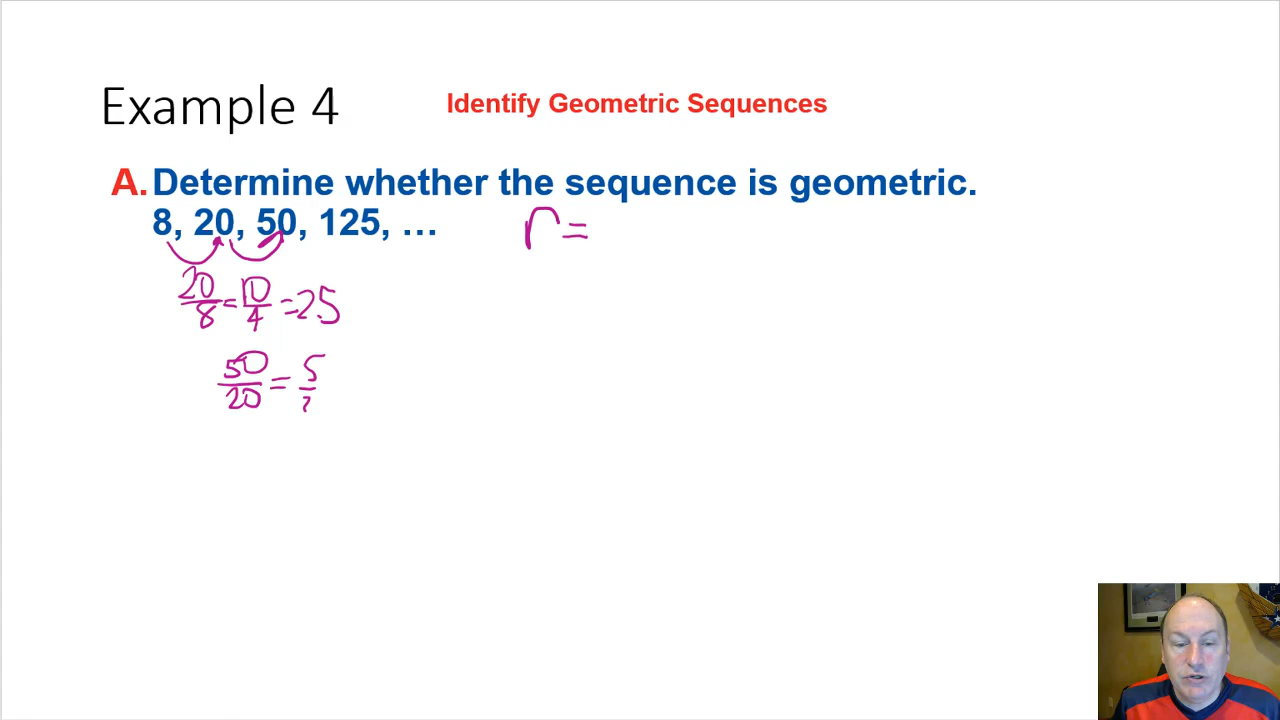 Example 4
Identify Geometric Sequences
A. Determine whether the sequence is geometric.
8, 20, 50, 125, …
r =
20/8 = 10/4 = 2.5
50/20 = 5/